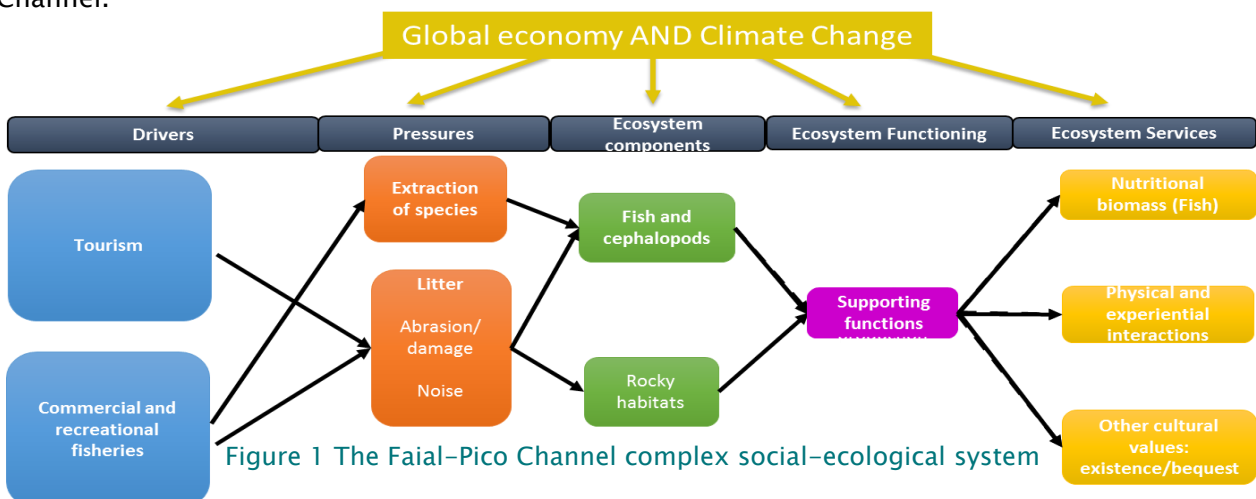 Channel.
Global economy AND Climate Change
Drivers
Pressures
Ecosystem
components
Ecosystem Functioning
Ecosystem Services
Tourism
Commercial and
recreational
fisheries
Extraction
of species
Litter
Abrasion/
damage
Noise
Fish and
cephalopods
Rocky
habitats
Supporting
functions
Nutritional
biomass (Fish)
Physical and
experiential
interactions
Other cultural
values:
existence/bequest
Figure 1 The Faial-Pico Channel complex social-ecological system